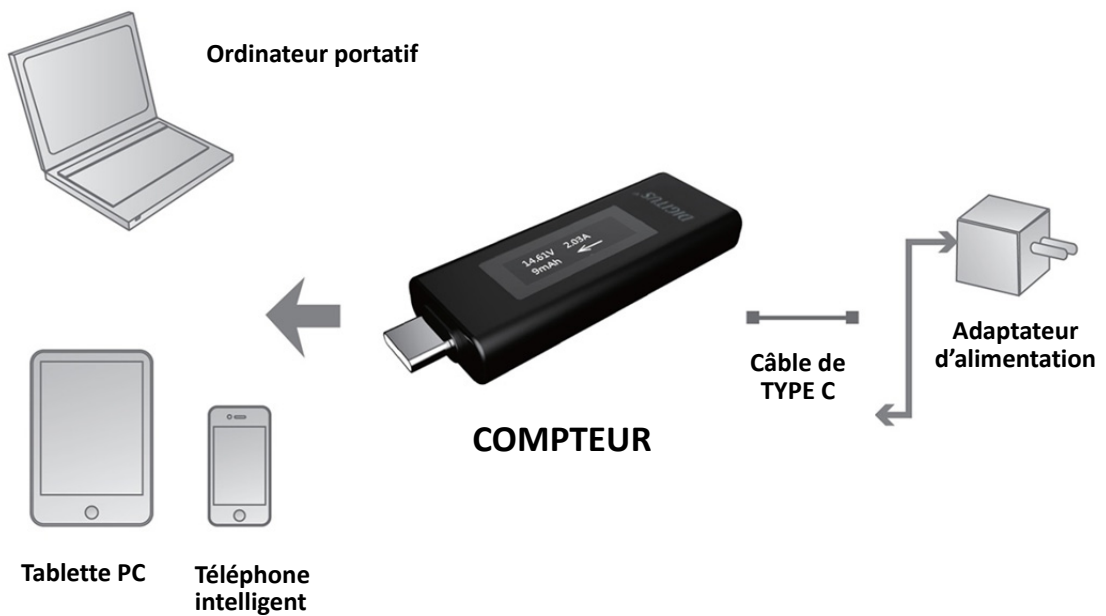 Ordinateur portatif
DIGITUS®
14.61V 2.03A
9mAh
Adaptateur
d’alimentation
Câble de
TYPE C
COMPTEUR
Tablette PC
Téléphone
intelligent